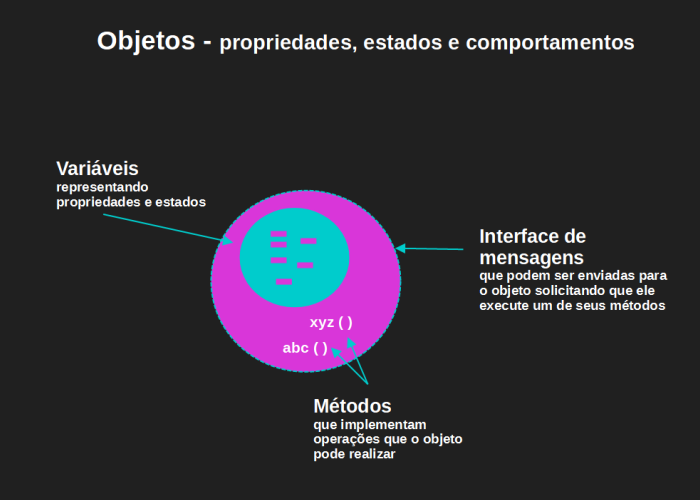 Objetos - propriedades, estados e comportamentos
Variáveis
representando
propriedades e estados
Interface de
mensagens
que podem ser enviadas para
o objeto solicitando que ele
execute um de seus métodos
xyz ( )
abc ( )
Métodos
que implementam
operações que o objeto
pode realizar